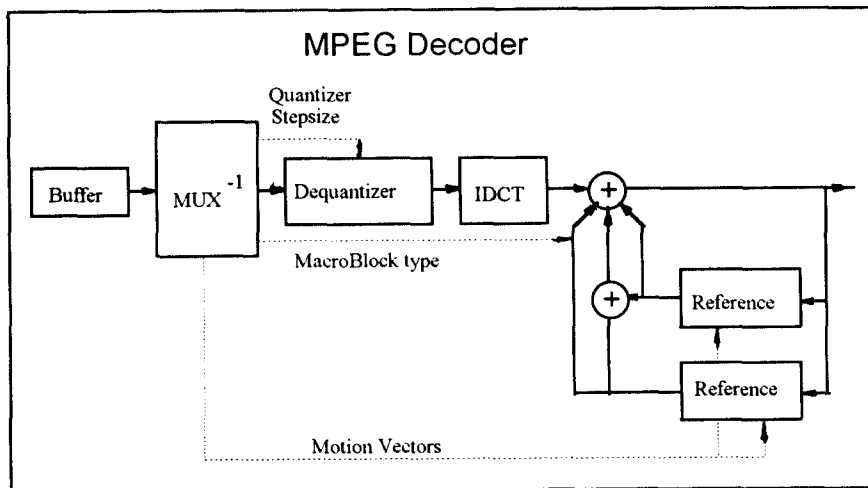 MPEG Decoder
Quantizer
Stepsize
Buffer
MUX -1
Dequantizer
IDCT
+
MacroBlock type
+
Reference
Reference
Motion Vectors